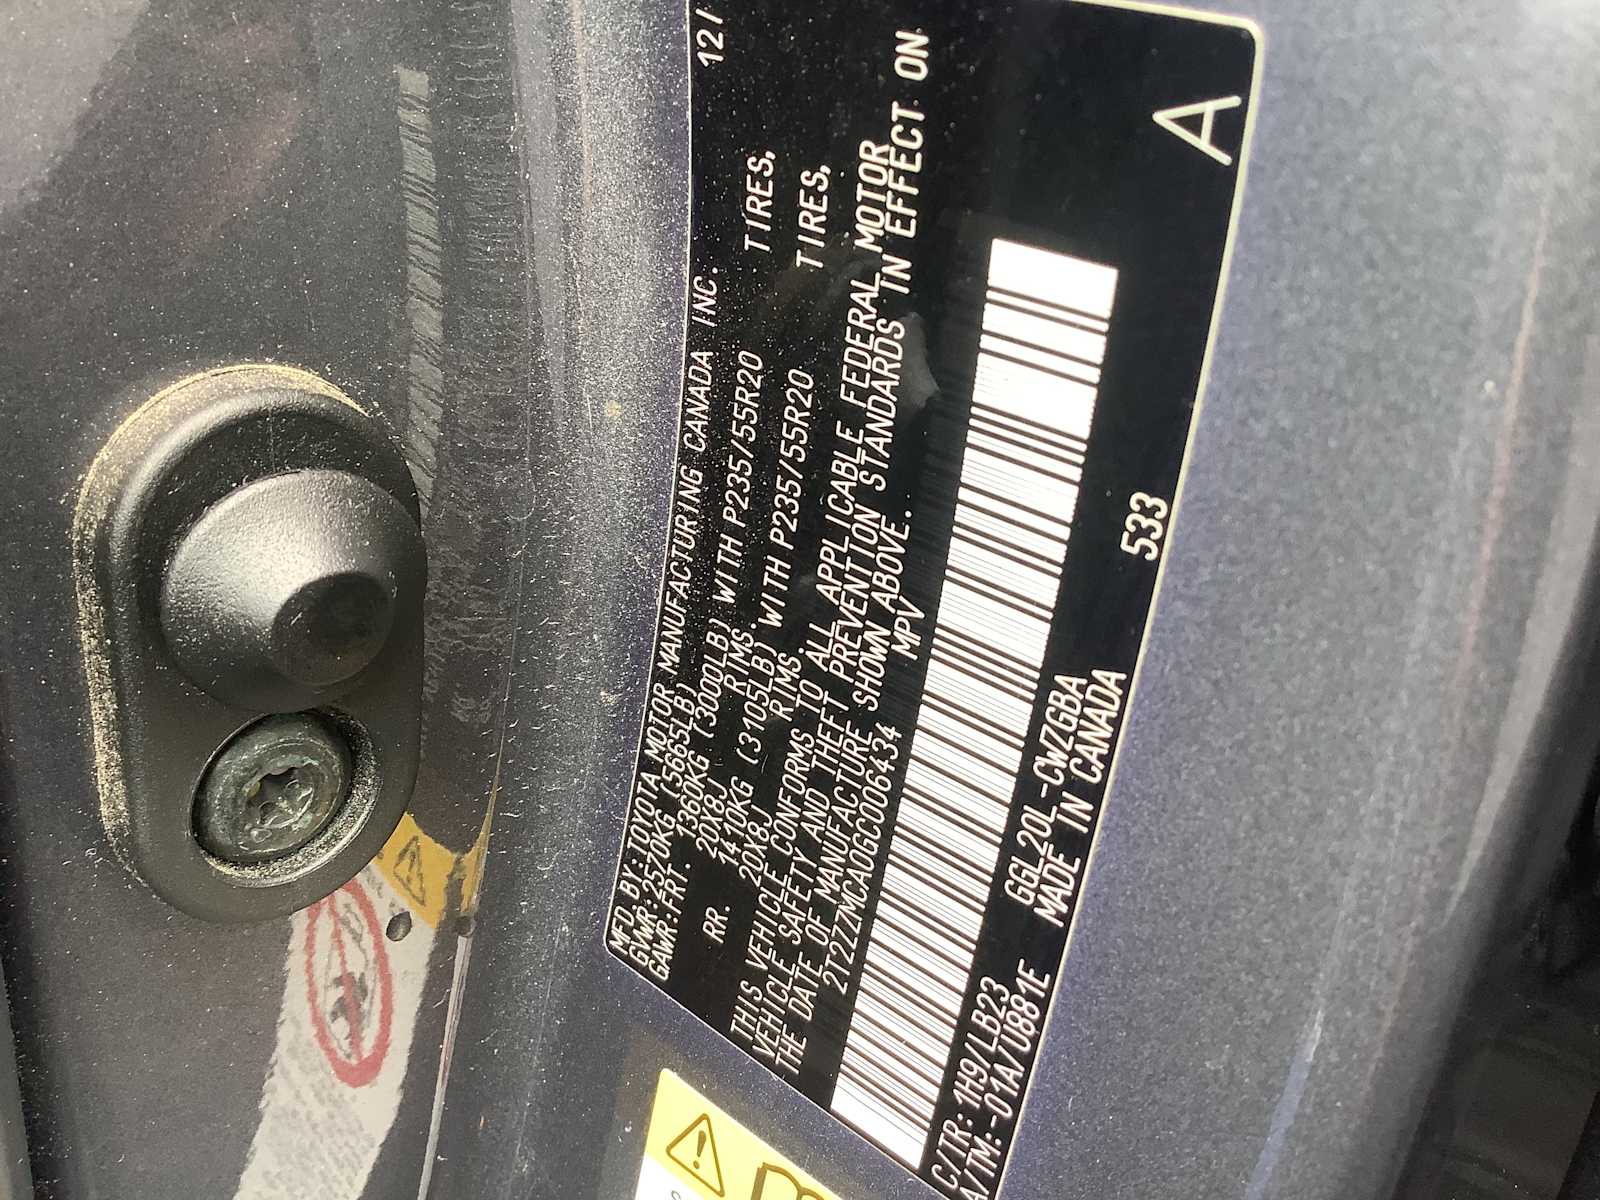 MFD. BY: TOYOTA MOTOR MANUFACTURING CANADA INC. 12/
GVWR: 2570KG (5665LB)
GAWR: FRT. 1360KG (3000LB) WITH P235/55R20 TIRES,
20X8J RIMS.
RR. 1410KG (3105LB) WITH P235/55R20 TIRES,
20X8J RIMS.
THIS VEHICLE CONFORMS TO ALL APPLICABLE FEDERAL MOTOR
VEHICLE SAFETY AND THEFT PREVENTION STANDARDS IN EFFECT ON
THE DATE OF MANUFACTURE SHOWN ABOVE.
2T2ZZMCA0GC006434 MPV
C/TR: 1H9/LB23 GGL20L-CWZGBA 533 A
A/TM: -01A/U881E MADE IN CANADA